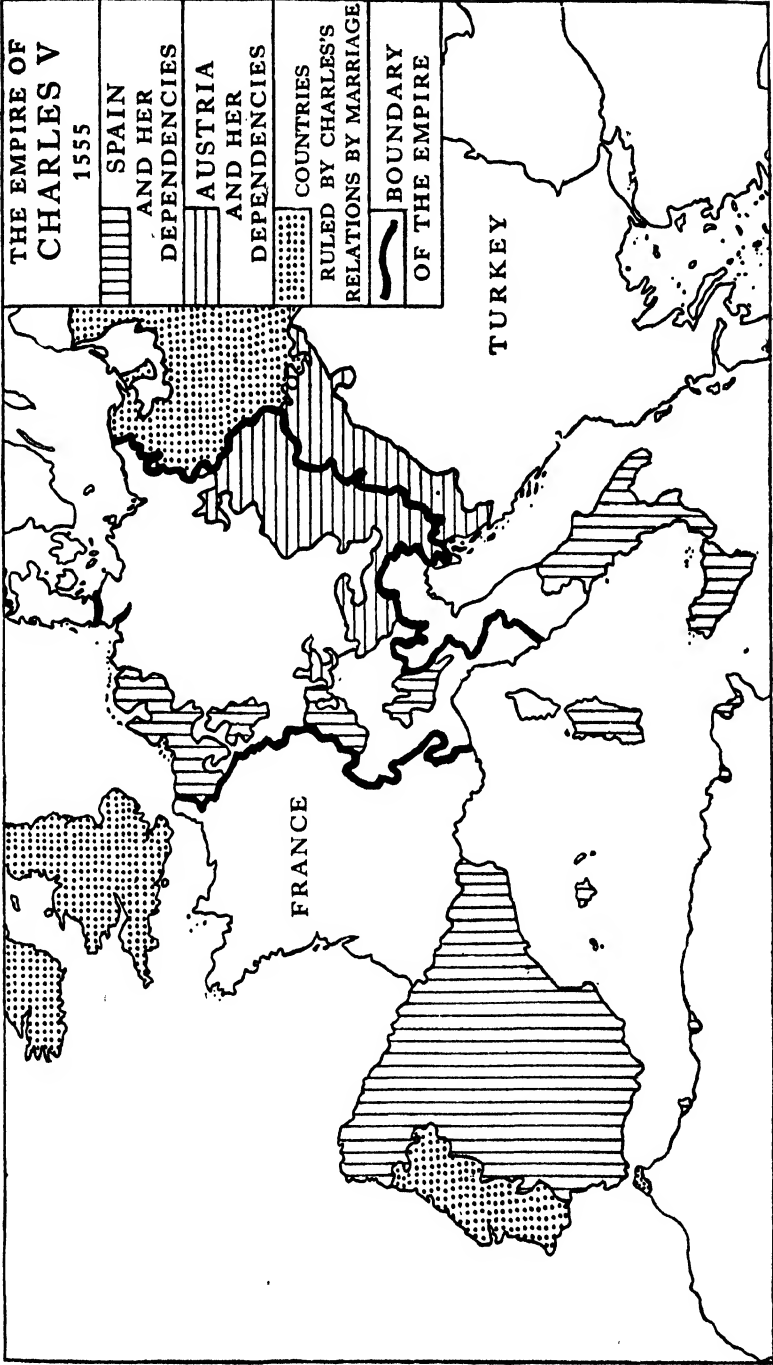 THE EMPIRE OF
CHARLES V
1555
SPAIN
AND HER
DEPENDENCIES
AUSTRIA
AND HER
DEPENDENCIES
COUNTRIES
RULED BY CHARLES'S
RELATIONS BY MARRIAGE
BOUNDARY
OF THE EMPIRE
TURKEY
FRANCE